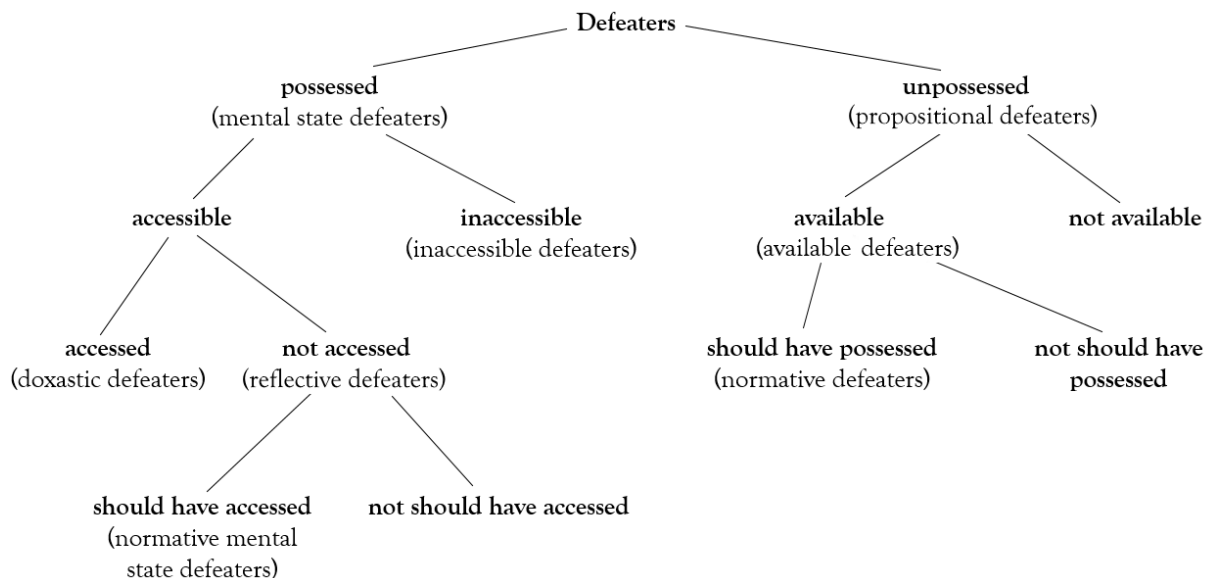 Defeaters
possessed
(mental state defeaters)
unpossessed
(propositional defeaters)
accessible
inaccessible
(inaccessible defeaters)
available
(available defeaters)
not available
accessed
(doxastic defeaters)
not accessed
(reflective defeaters)
should have possessed
(normative defeaters)
not should have
possessed
should have accessed
(normative mental
state defeaters)
not should have accessed